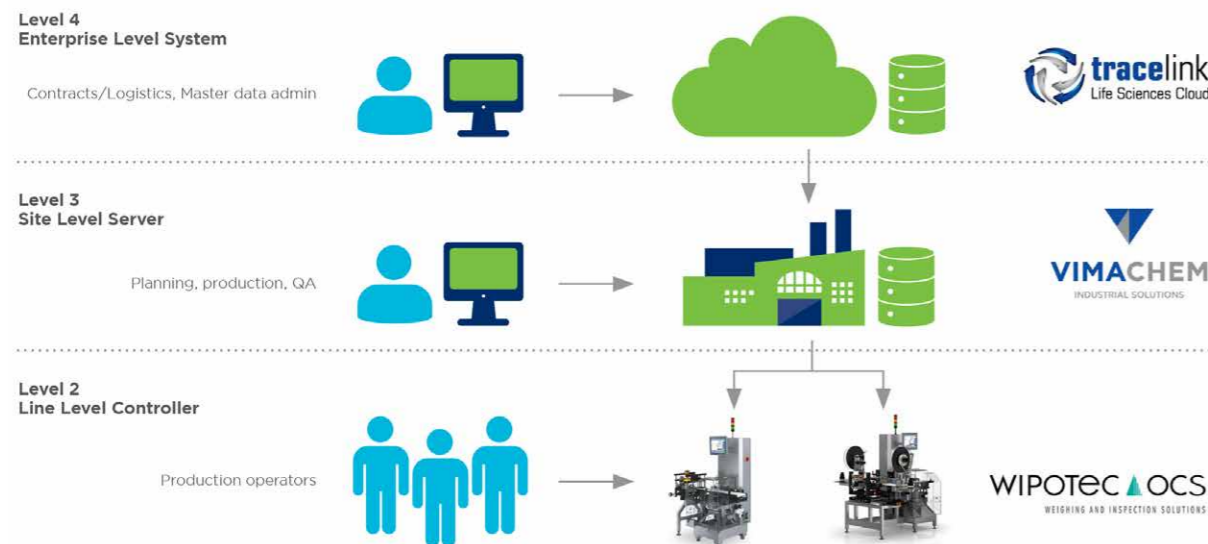 Level 4
Enterprise Level System
Contracts/Logistics, Master data admin
tracelink
Life Sciences Cloud
Level 3
Site Level Server
Planning, production, QA
VIMACHEM
INDUSTRIAL SOLUTIONS
Level 2
Line Level Controller
Production operators
WIPOTEC OCS
WEIGHING AND INSPECTION SOLUTIONS